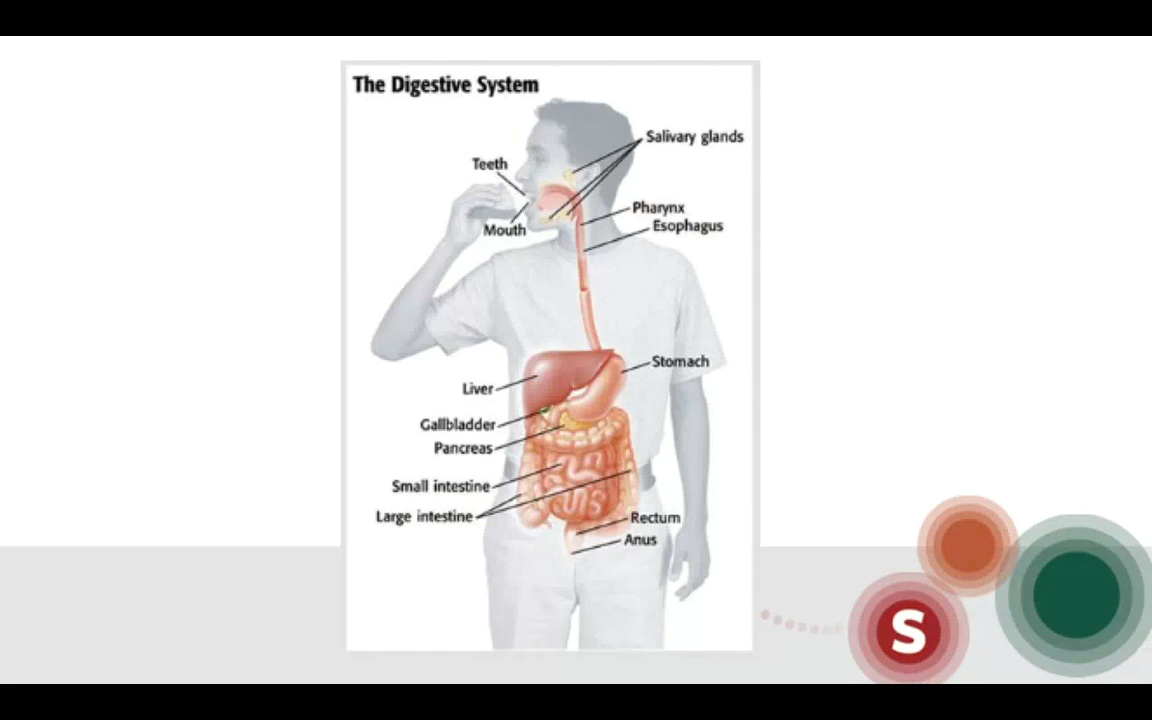 The Digestive System
Salivary glands
Teeth
Pharynx
Esophagus
Mouth
Stomach
Liver
Gallbladder
Pancreas
Small intestine
Large intestine
Rectum
Anus
S